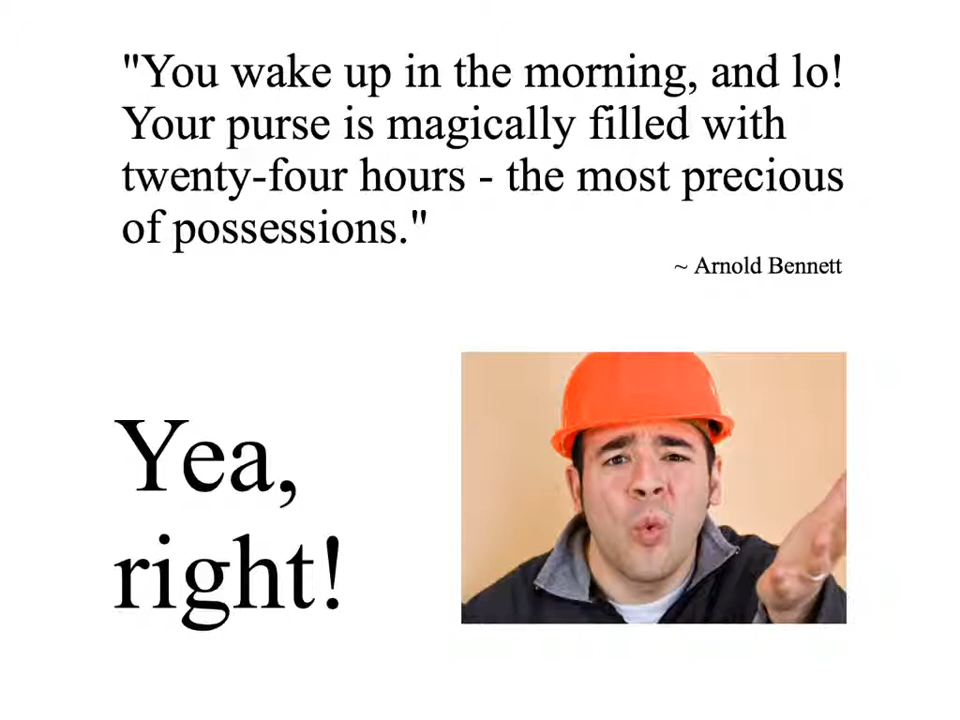 "You wake up in the morning, and lo!
Your purse is magically filled with
twenty-four hours - the most precious
of possessions."
~ Arnold Bennett
Yea,
right!